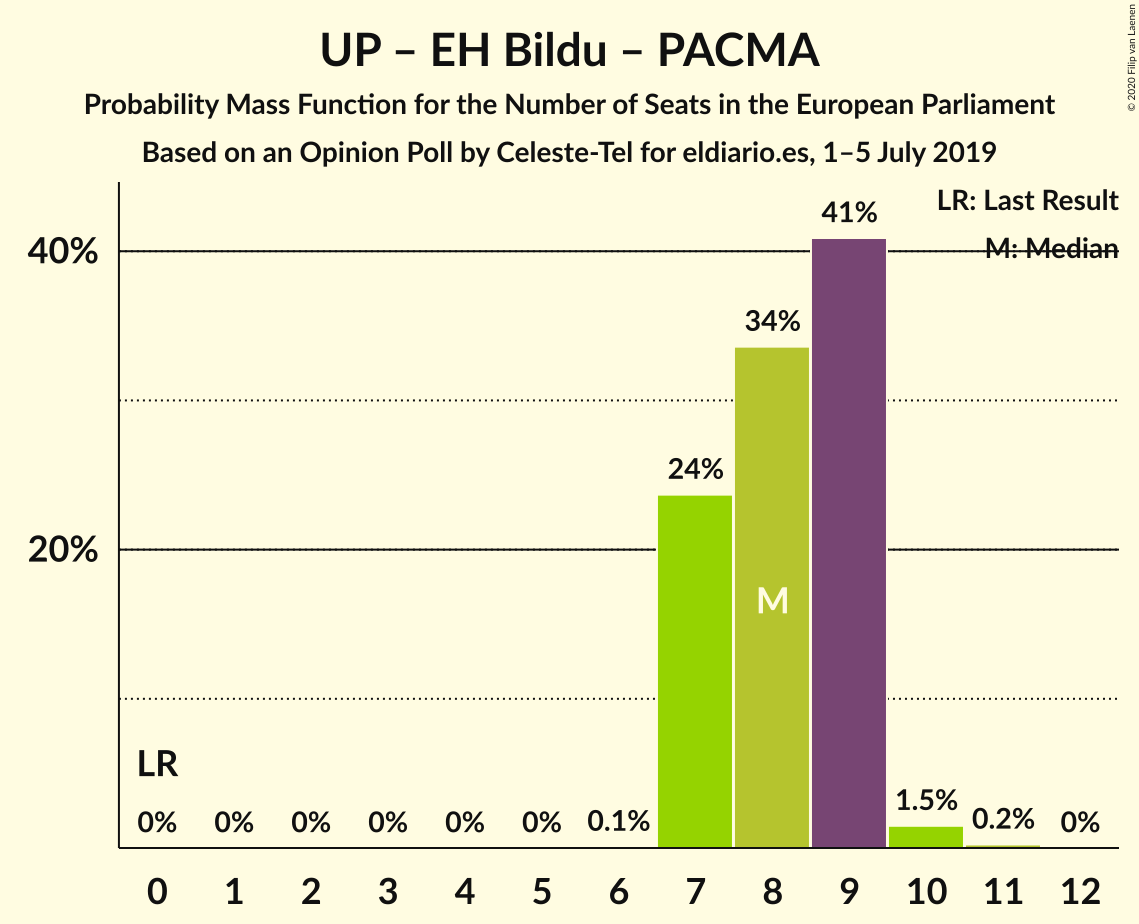 UP – EH Bildu – PACMA
Probability Mass Function for the Number of Seats in the European Parliament
Based on an Opinion Poll by Celeste-Tel for eldiario.es, 1–5 July 2019
© 2020 Filip van Laenen
LR: Last Result
M: Median
41%
40%
34%
24%
20%
M
LR
0% 0% 0% 0% 0% 0% 0.1% 1.5% 0.2% 0%
0 1 2 3 4 5 6 7 8 9 10 11 12